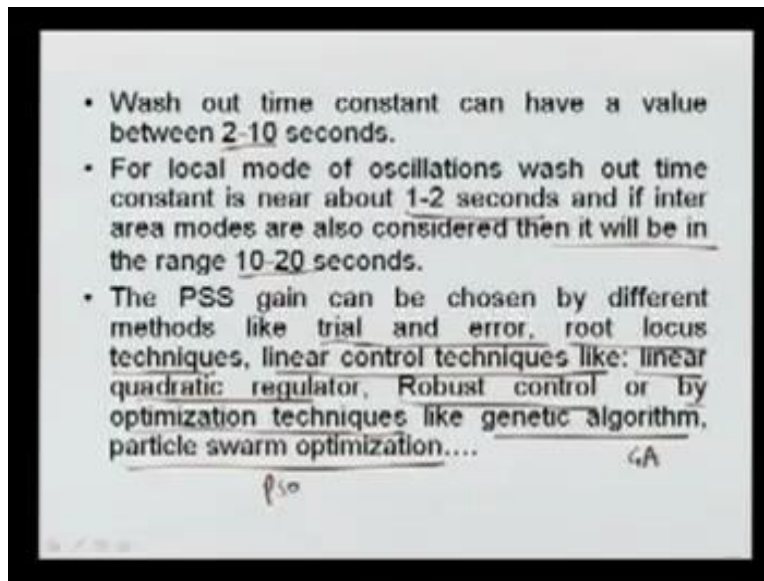 • Wash out time constant can have a value
between 2-10 seconds.
• For local mode of oscillations wash out time
constant is near about 1-2 seconds and if inter
area modes are also considered then it will be in
the range 10-20 seconds.
• The PSS gain can be chosen by different
methods like trial and error, root locus
techniques, linear control techniques like: linear
quadratic regulator, Robust control or by
optimization techniques like genetic algorithm,
particle swarm optimization....
GA
PSO